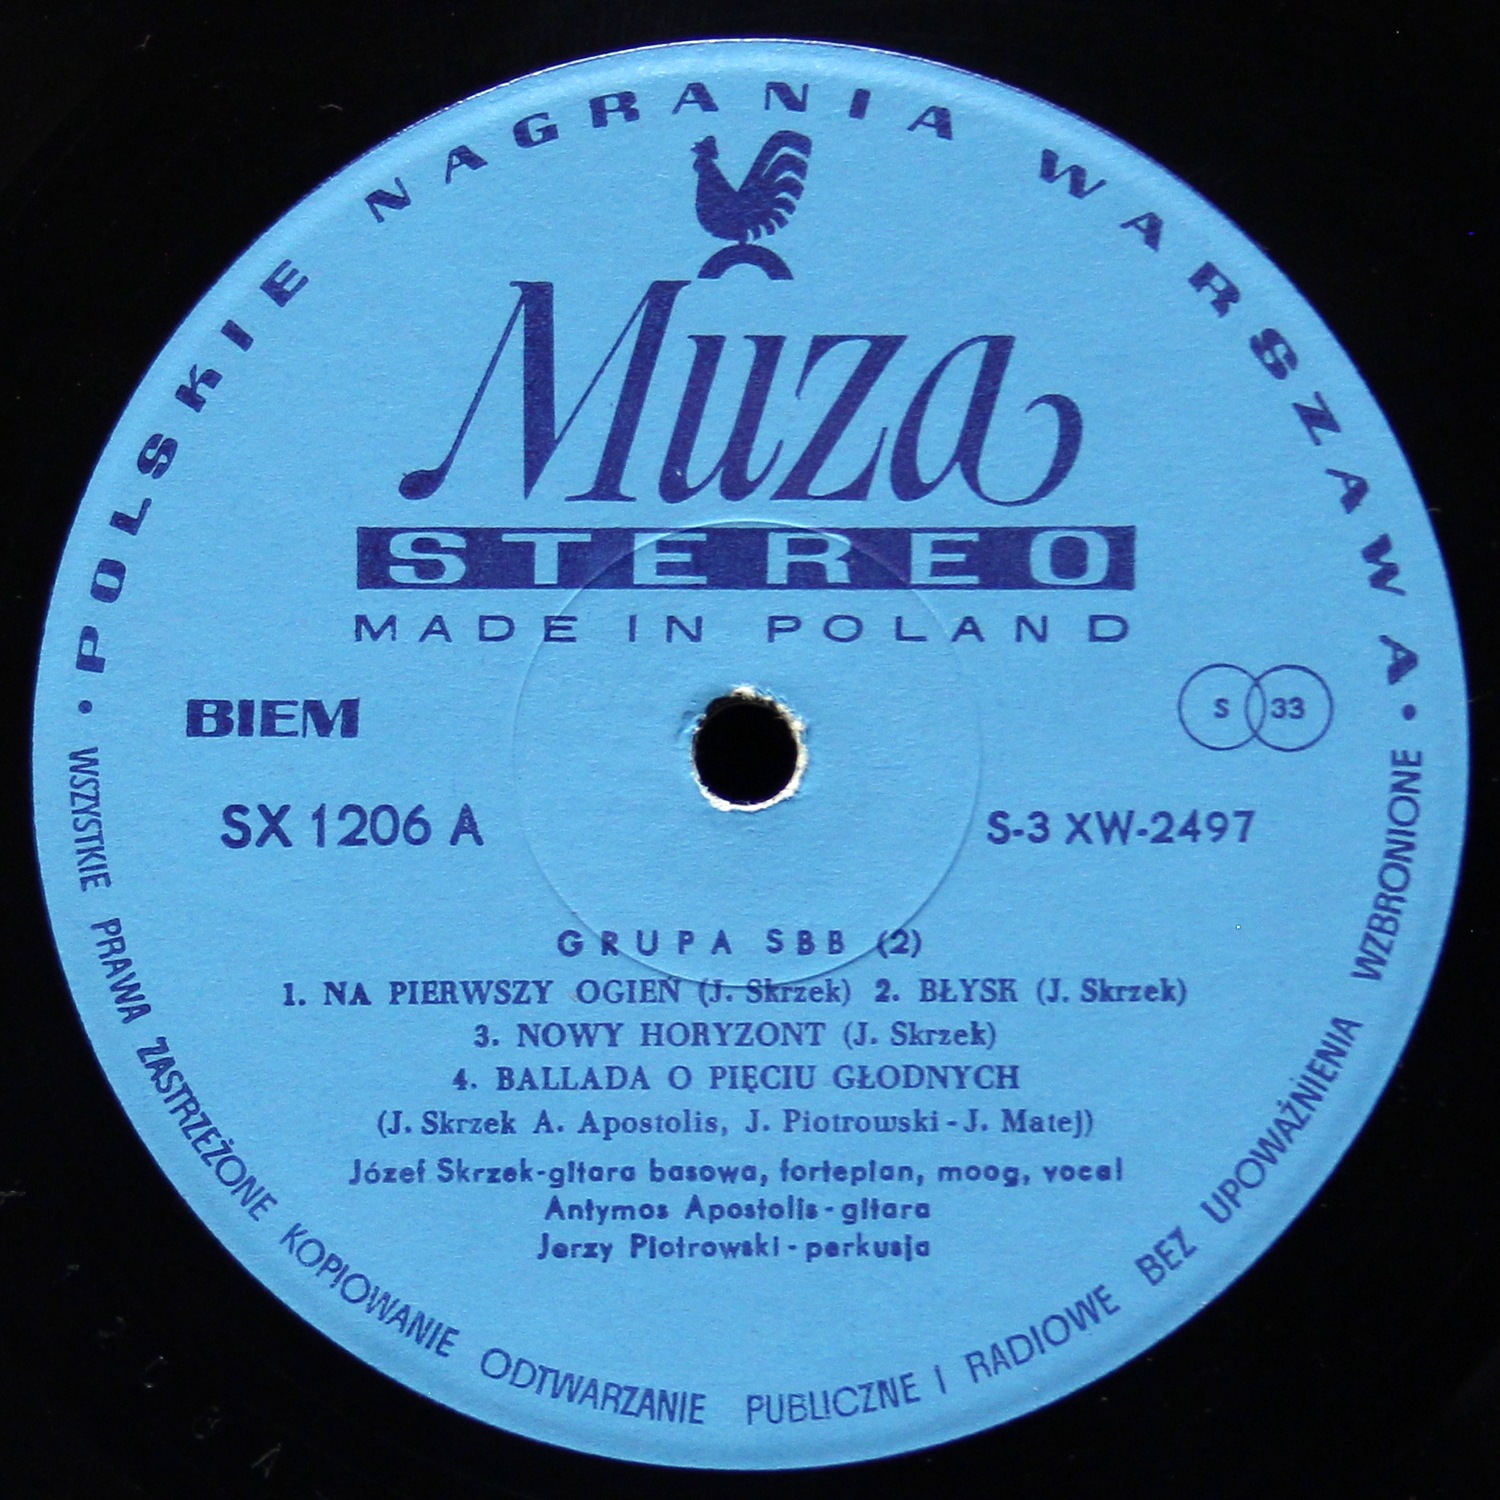 • POLSKIE NAGRANIA WARSZAWA •
Muza
STEREO
MADE IN POLAND
BIEM
S 33
SX 1206 A
S-3 XW-2497
GRUPA SBB (2)
1. NA PIERWSZY OGIEŃ (J. Skrzek) 2. BŁYSK (J. Skrzek)
3. NOWY HORYZONT (J. Skrzek)
4. BALLADA O PIĘCIU GŁODNYCH
(J. Skrzek A. Apostolis, J. Piotrowski - J. Matej)
Józef Skrzek-gitara basowa, fortepian, moog, vocal
Antymos Apostolis - gitara
Jerzy Piotrowski - perkusja
WSZYSTKIE PRAWA ZASTRZEŻONE KOPIOWANIE ODTWARZANIE PUBLICZNE I RADIOWE BEZ UPOWAŻNIENIA WZBRONIONE